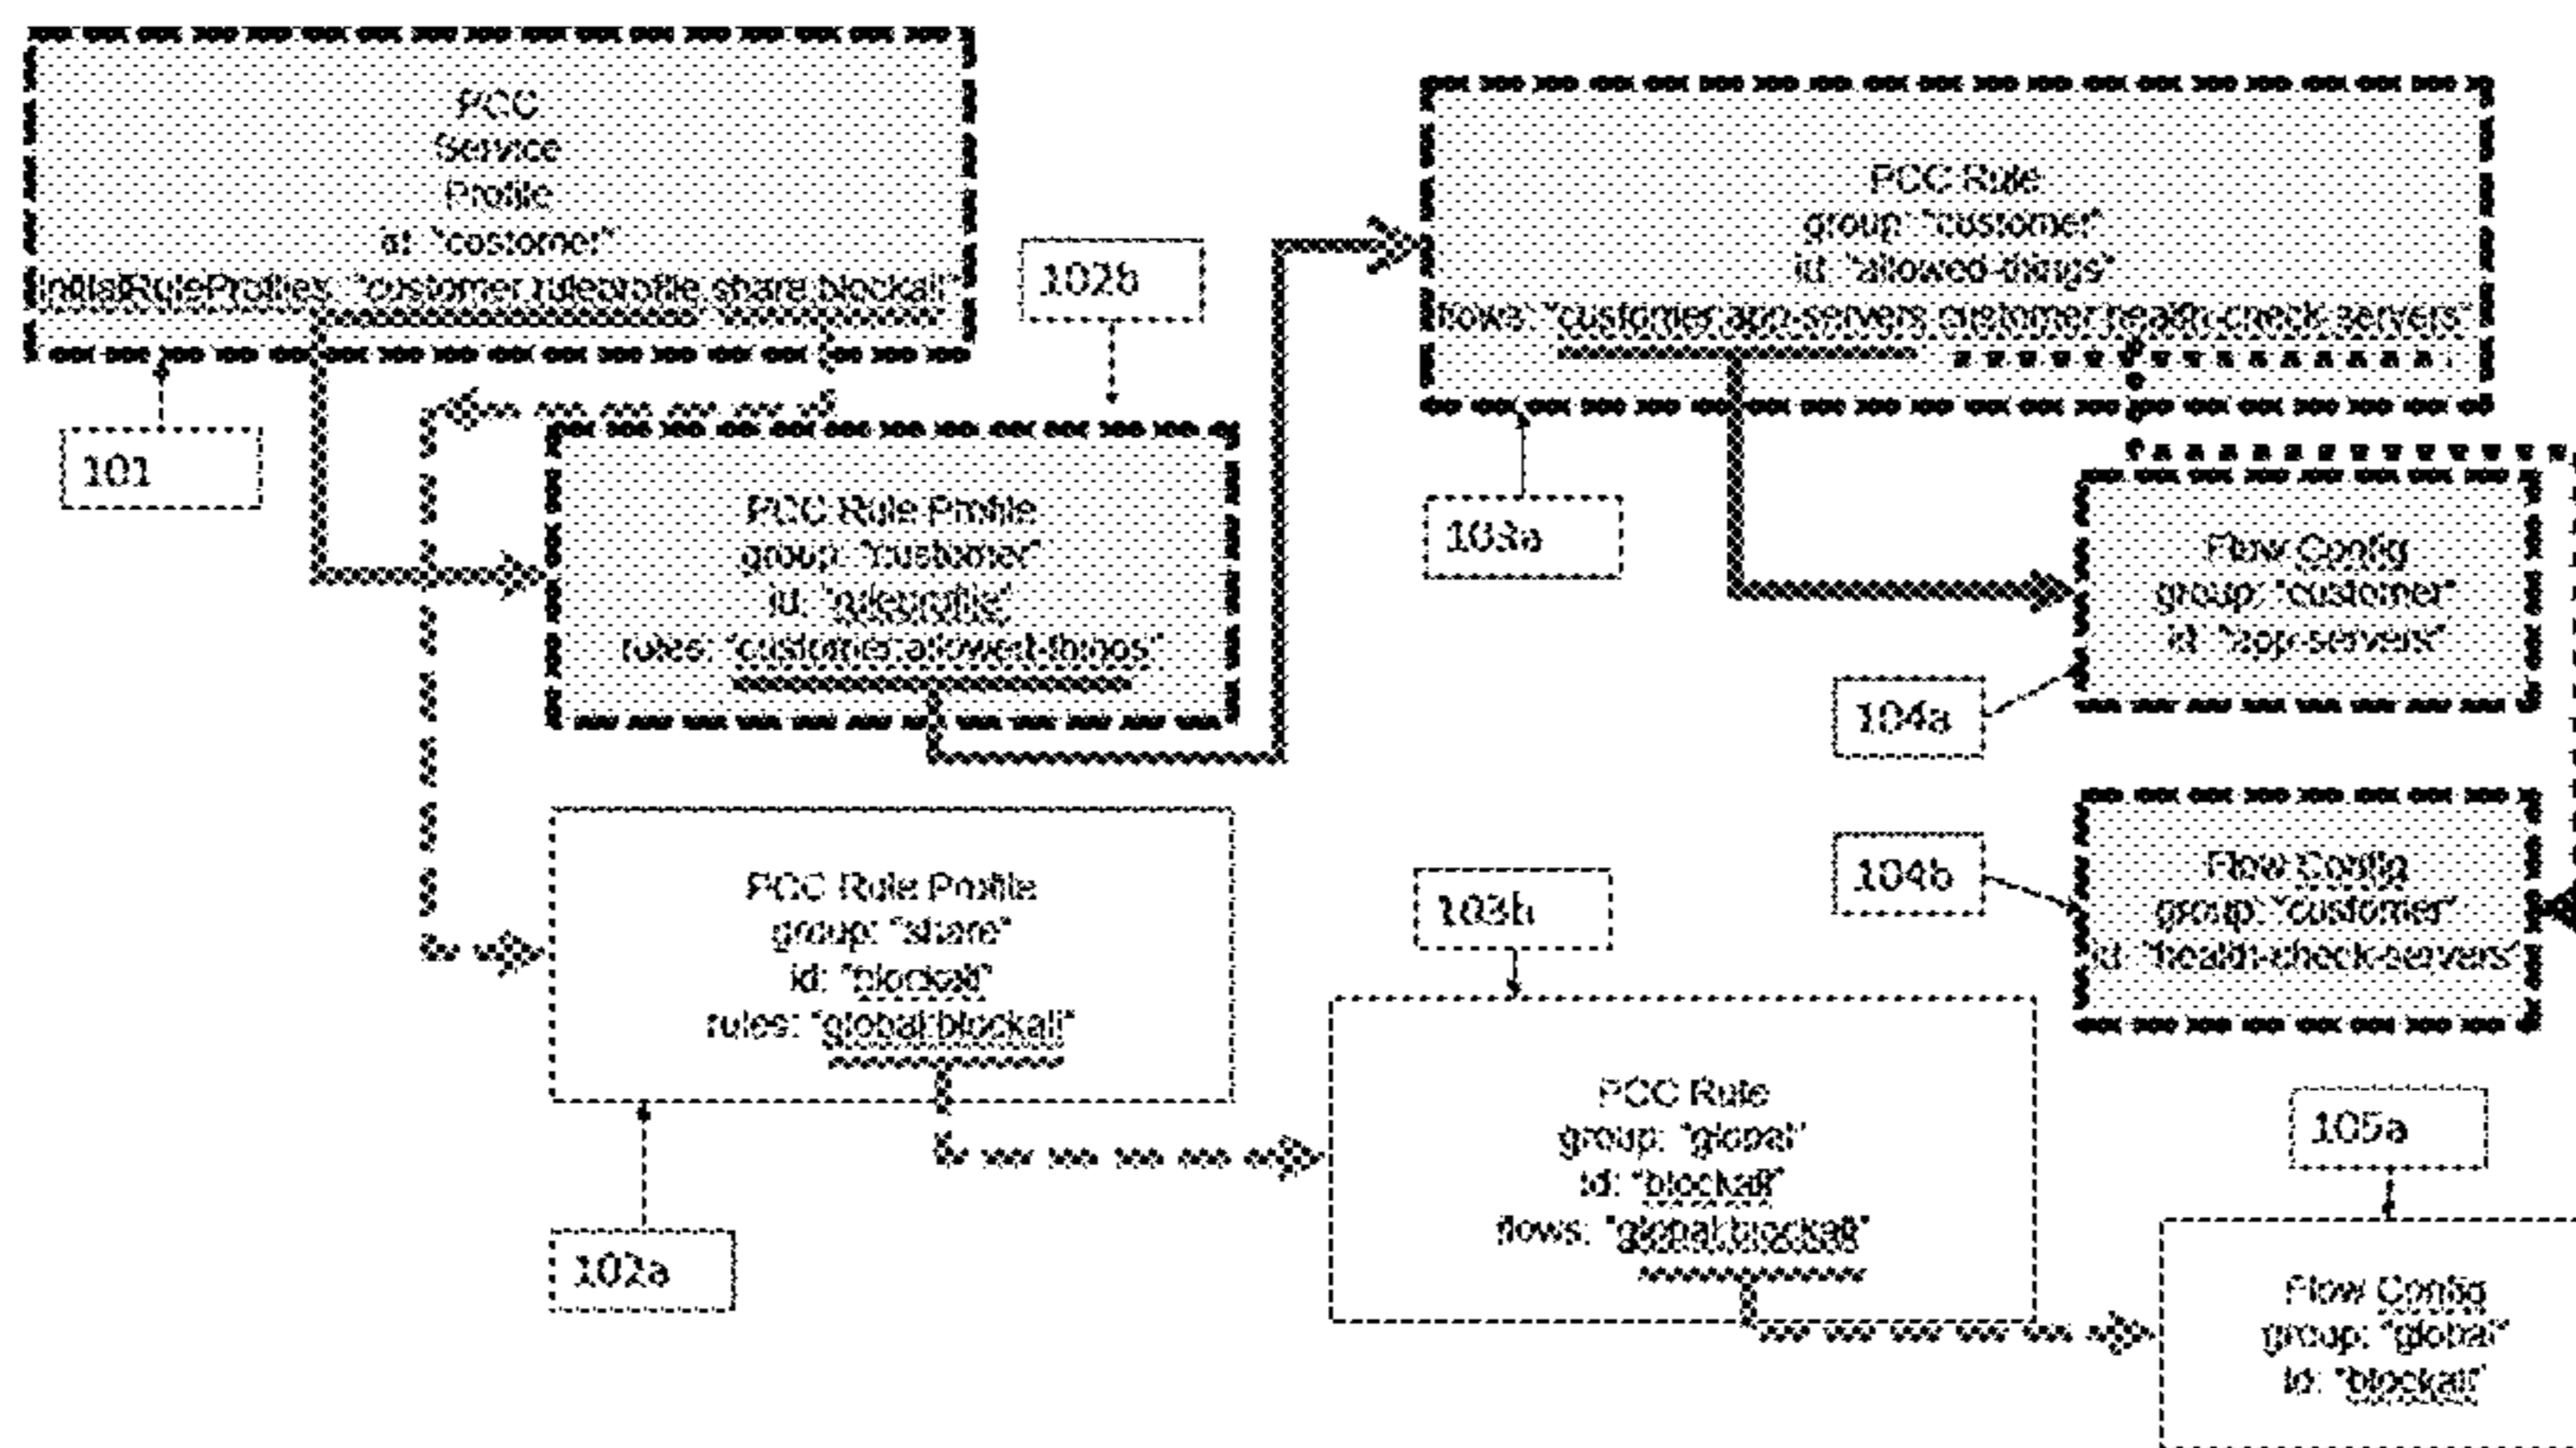 PCC
Service
Profile
id: "costomer"
initialRuleProfiles: "customer:ruleprofile,share:blockall"
101
102b
PCC Rule Profile
group: "customer"
id: "ruleprofile"
rules: "customer:allowed-things"
PCC Rule Profile
group: "share"
id: "blockall"
rules: "global:blockall"
102a
PCC Rule
group: "customer"
id: "allowed-things"
flows: "customer:app-servers,customer:health-check-servers"
103a
Flow Config
group: "customer"
id: "app-servers"
104a
104b
Flow Config
group: "customer"
id: "health-check-servers"
103b
PCC Rule
group: "global"
id: "blockall"
flows: "global:blockall"
105a
Flow Config
group: "global"
id: "blockall"